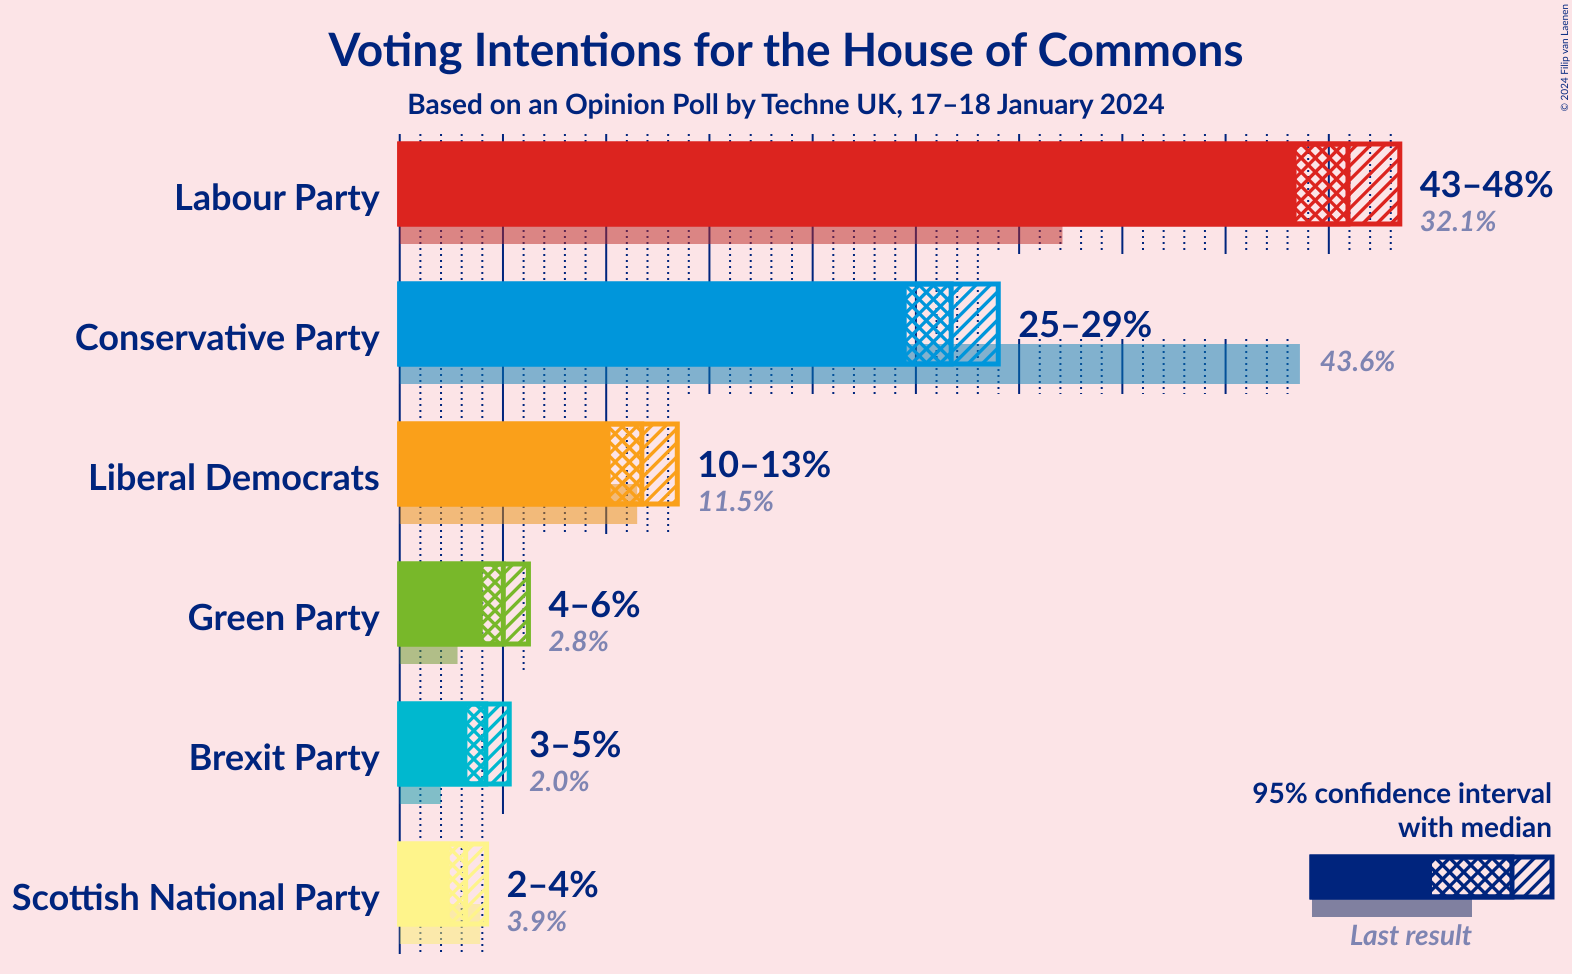 Voting Intentions for the House of Commons
Based on an Opinion Poll by Techne UK, 17–18 January 2024
© 2024 Filip van Laenen
Labour Party
43–48%
32.1%
Conservative Party
25–29%
43.6%
Liberal Democrats
10–13%
11.5%
Green Party
4–6%
2.8%
Brexit Party
3–5%
2.0%
Scottish National Party
2–4%
3.9%
95% confidence interval
with median
Last result